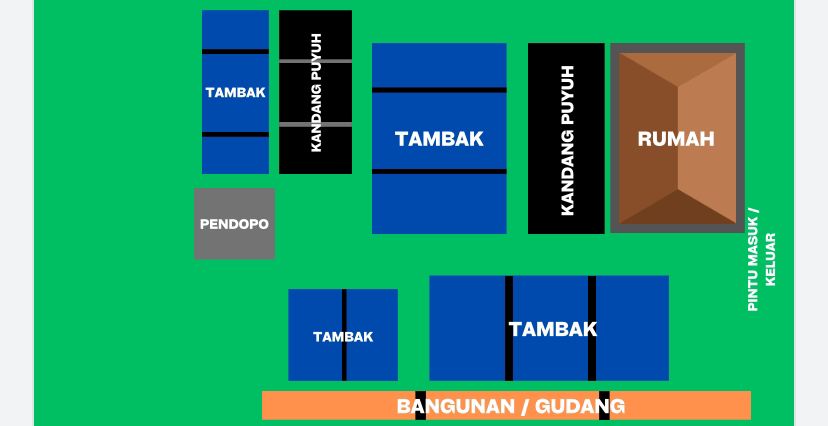 TAMBAK
KANDANG PUYUH
TAMBAK
KANDANG PUYUH
RUMAH
PENDOPO
PINTU MASUK /
KELUAR
TAMBAK
TAMBAK
BANGUNAN / GUDANG